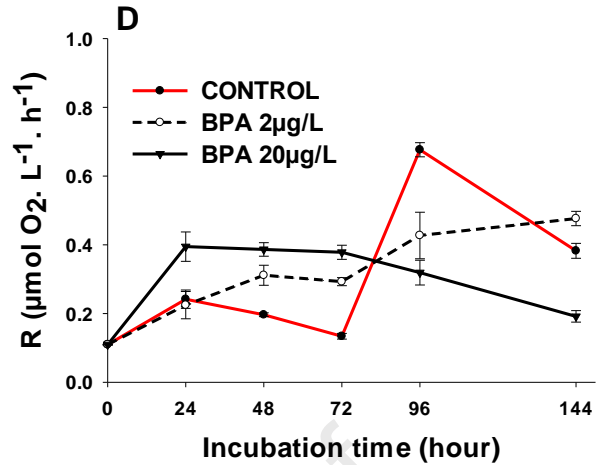 D
1.0
0.8
0.6
0.4
0.2
0.0
R (µmol O2. L-1. h-1)
CONTROL
BPA 2µg/L
BPA 20µg/L
0 24 48 72 96 144
Incubation time (hour)